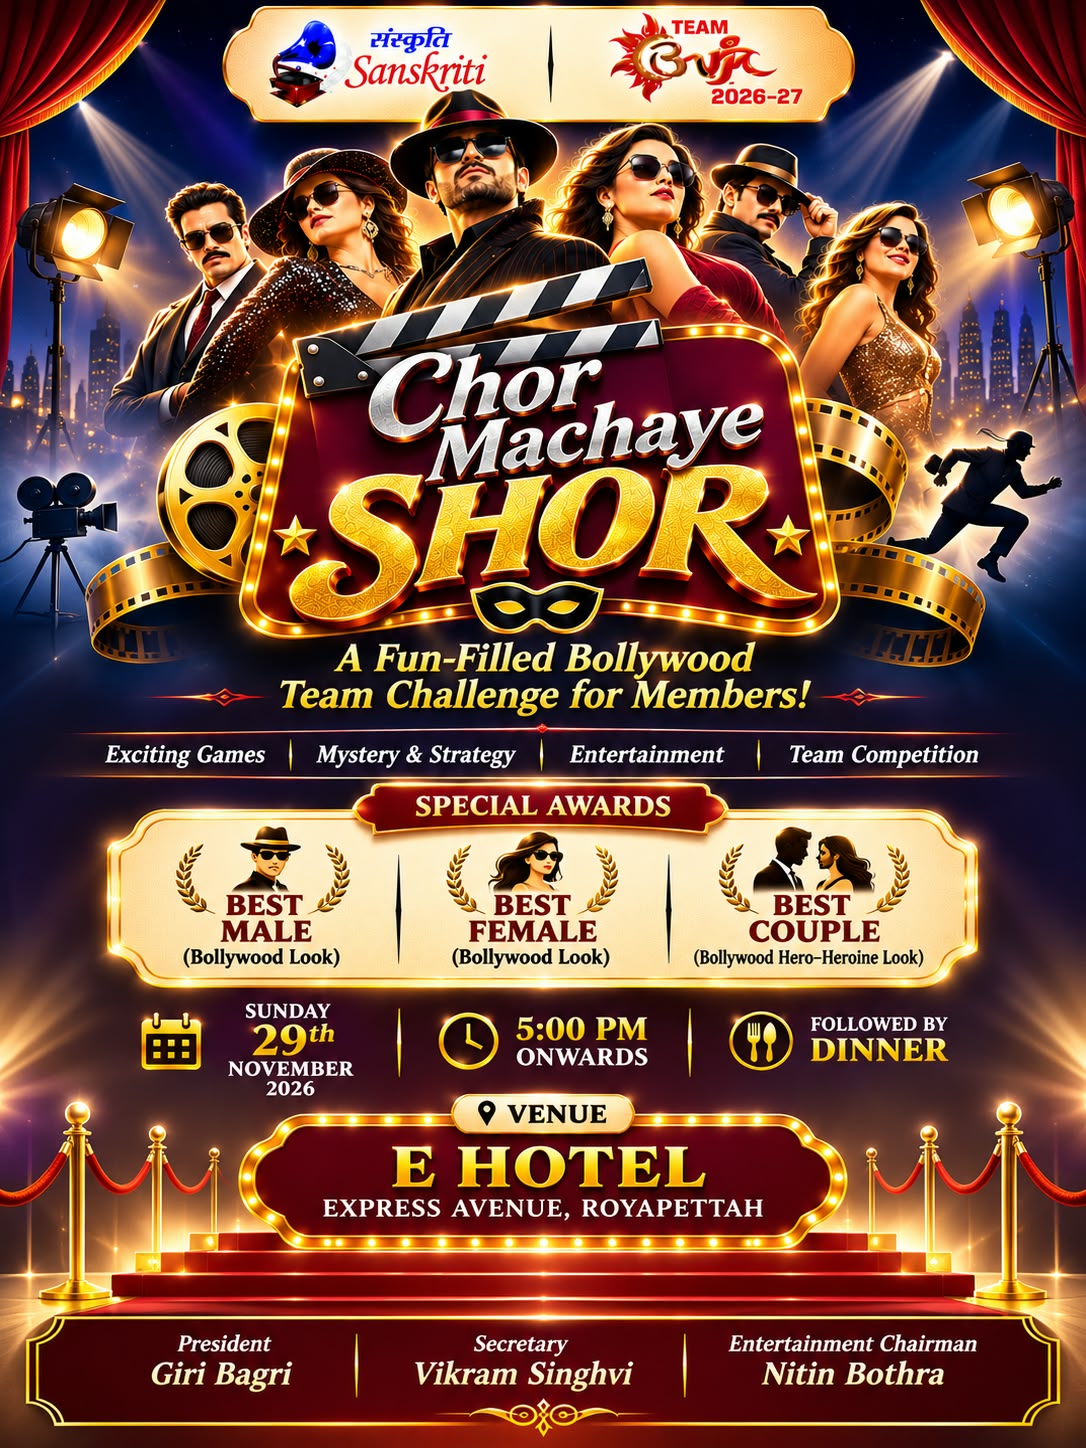 संस्कृति
Sanskriti
TEAM
2026-27
Chor
Machaye
SHOR
A Fun-Filled Bollywood
Team Challenge for Members!
Exciting Games
Mystery & Strategy
Entertainment
Team Competition
SPECIAL AWARDS
BEST
MALE
(Bollywood Look)
BEST
FEMALE
(Bollywood Look)
BEST
COUPLE
(Bollywood Hero-Heroine Look)
SUNDAY
29th
NOVEMBER
2026
5:00 PM
ONWARDS
FOLLOWED BY
DINNER
VENUE
E HOTEL
EXPRESS AVENUE, ROYAPETTAH
President
Giri Bagri
Secretary
Vikram Singhvi
Entertainment Chairman
Nitin Bothra